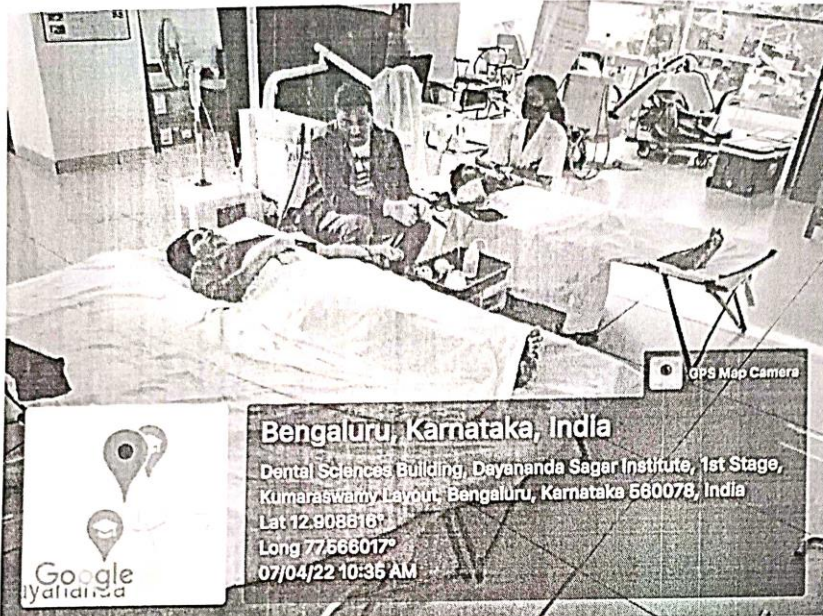 GPS Map Camera
Bengaluru, Karnataka, India
Dental Sciences Building, Dayananda Sagar Institute, 1st Stage,
Kumaraswamy Layout, Bengaluru, Karnataka 560078, India
Lat 12.908616°
Long 77.566017°
07/04/22 10:35 AM
Google